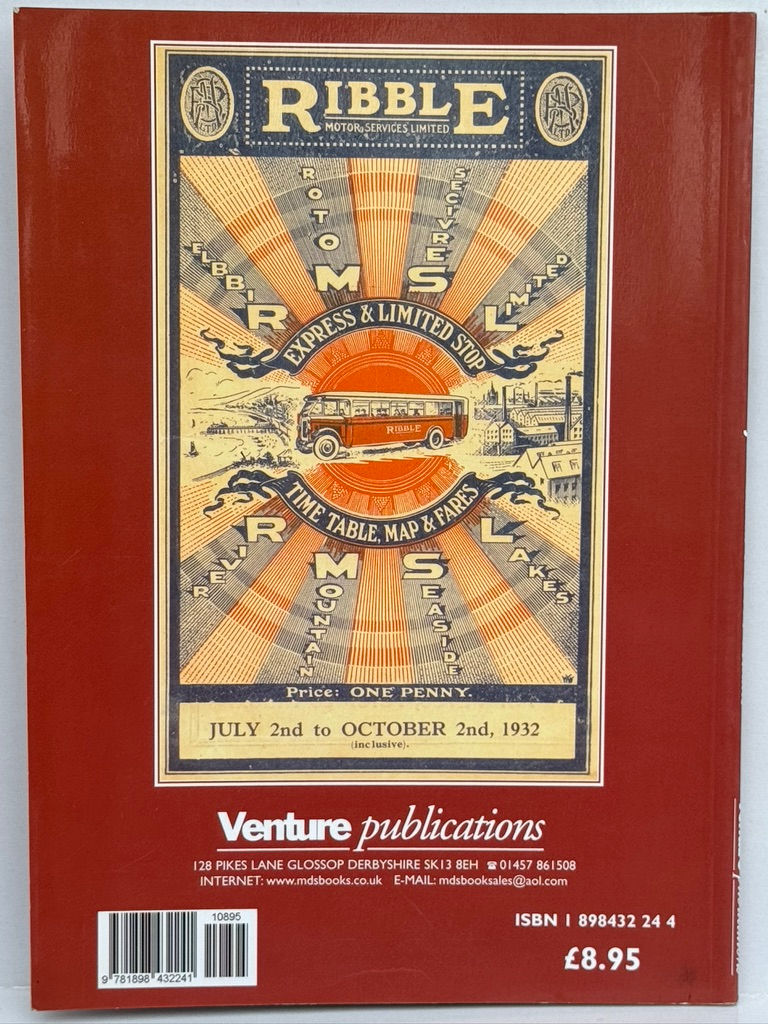 RIBBLE
MOTOR SERVICES LIMITED
ROTOM
SECIVRES
ELBBIR
LIMITED
EXPRESS & LIMITED STOP
RIBBLE
TIME TABLE, MAP & FARES
RELIVER
MOUNTAIN
SEASIDE
LAKES
Price: ONE PENNY.
JULY 2nd to OCTOBER 2nd, 1932
(inclusive).
Venture publications
128 PIKES LANE GLOSSOP DERBYSHIRE SK13 8EH ☎ 01457 861508
INTERNET: www.mdsbooks.co.uk E-MAIL: mdsbooksales@aol.com
10895
ISBN 1 898432 24 4
9 781898 432241
£8.95